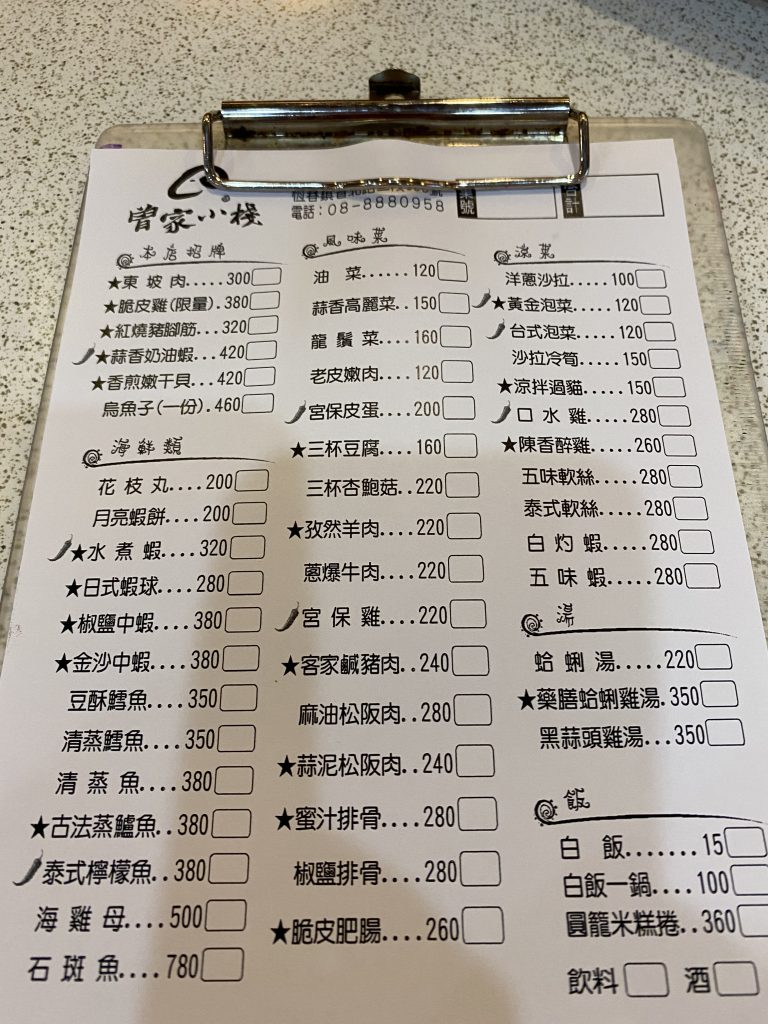 曾家小棧
電話：08-8880958
號
計
本店招牌
★東坡肉.....300
★脆皮雞(限量).380
★紅燒豬腳筋...320
★蒜香奶油蝦...420
★香煎嫩干貝...420
烏魚子(一份).460
海鮮類
花枝丸....200
月亮蝦餅....200
★水煮蝦....320
★日式蝦球....280
★椒鹽中蝦....380
★金沙中蝦....380
豆酥鱈魚....350
清蒸鱈魚....350
清蒸魚....380
★古法蒸鱸魚..380
泰式檸檬魚..380
海雞母....500
石斑魚....780
風味菜
油菜......120
蒜香高麗菜..150
龍鬚菜....160
老皮嫩肉....120
宮保皮蛋....200
★三杯豆腐....160
三杯杏鮑菇..220
★孜然羊肉....220
蔥爆牛肉....220
宮保雞....220
★客家鹹豬肉..240
麻油松阪肉..280
★蒜泥松阪肉..240
★蜜汁排骨....280
椒鹽排骨....280
★脆皮肥腸....260
涼菜
洋蔥沙拉.....100
★黃金泡菜.....120
台式泡菜.....120
沙拉冷筍.....150
★涼拌過貓.....150
口水雞.....280
★陳香醉雞.....260
五味軟絲.....280
泰式軟絲.....280
白灼蝦.....280
五味蝦.....280
湯
蛤蜊湯.....220
★藥膳蛤蜊雞湯.350
黑蒜頭雞湯...350
飯
白飯.......15
白飯一鍋....100
圓籠米糕捲..360
飲料 酒